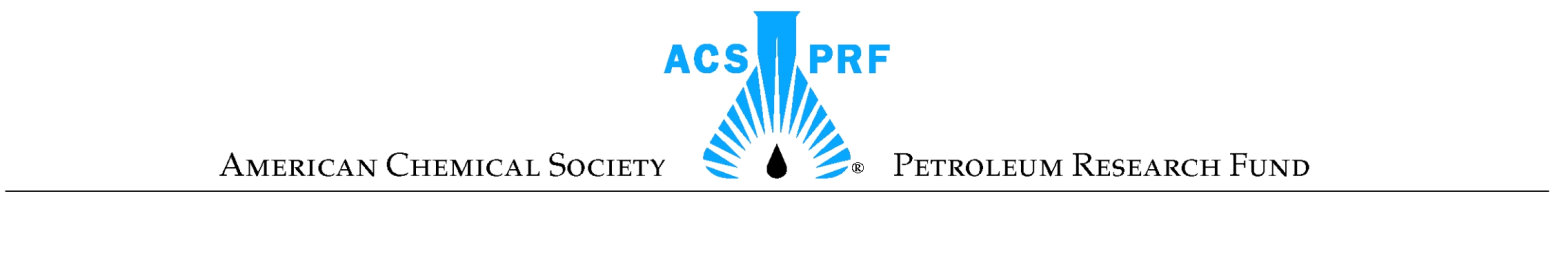 ACS PRF
AMERICAN CHEMICAL SOCIETY ® PETROLEUM RESEARCH FUND